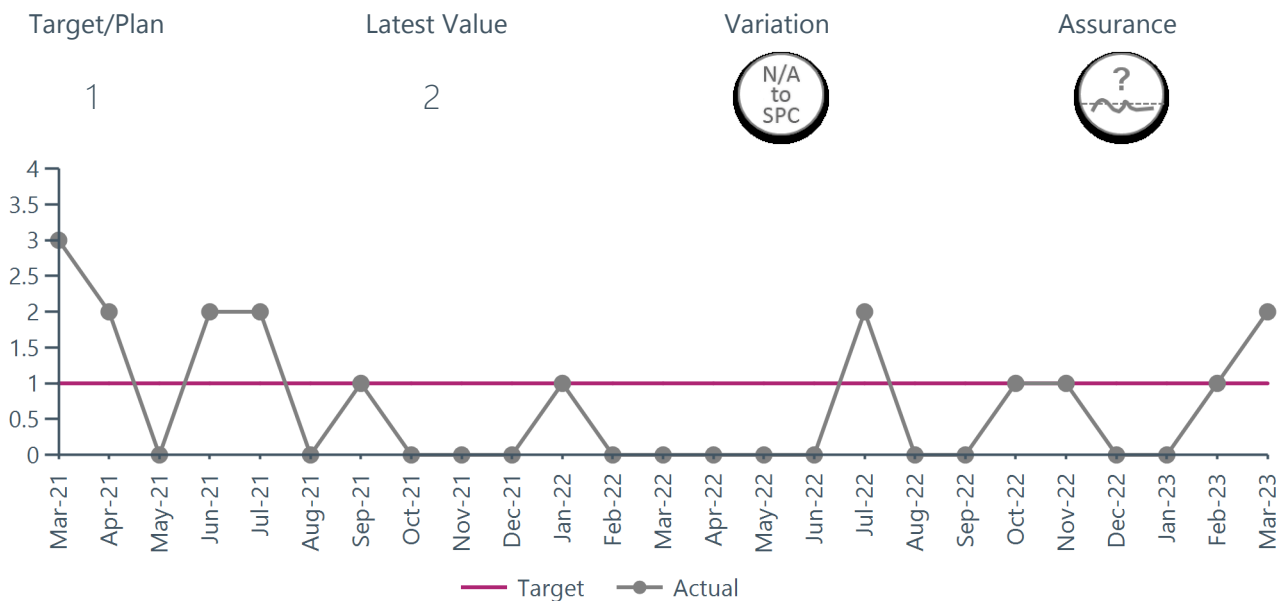 Target/Plan Latest Value Variation Assurance
1 2
N/A
to
SPC
?
4
3.5
3
2.5
2
1.5
1
0.5
0
Mar-21 Apr-21 May-21 Jun-21 Jul-21 Aug-21 Sep-21 Oct-21 Nov-21 Dec-21 Jan-22 Feb-22 Mar-22 Apr-22 May-22 Jun-22 Jul-22 Aug-22 Sep-22 Oct-22 Nov-22 Dec-22 Jan-23 Feb-23 Mar-23
Target Actual